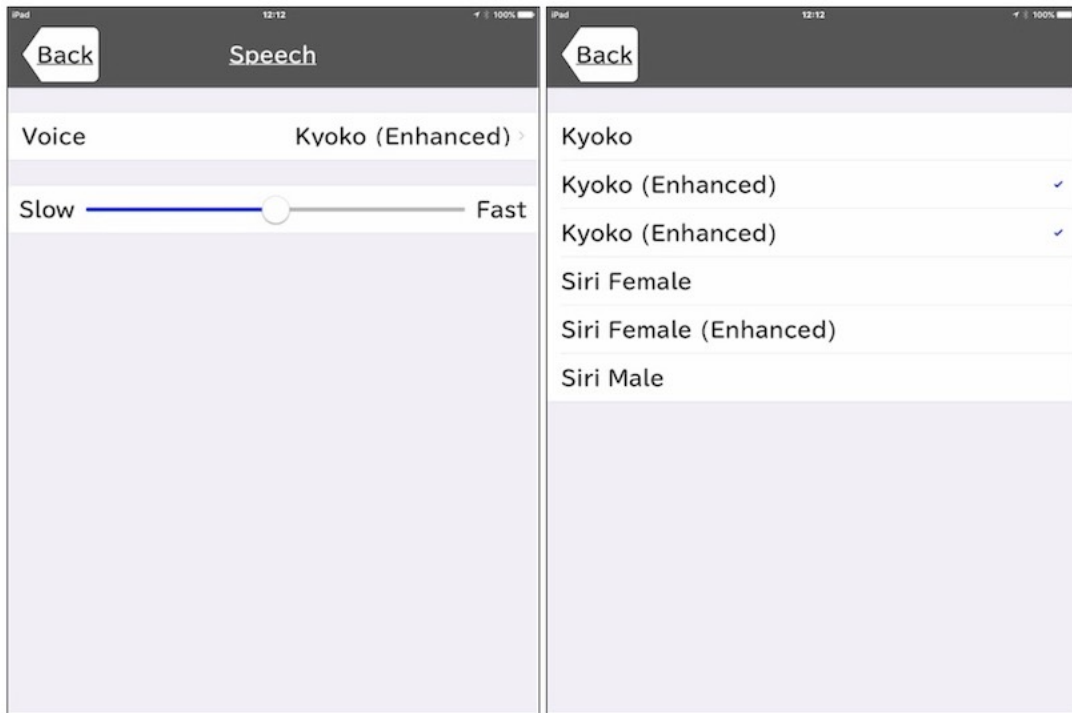 iPad 12:12 100%
Back Speech
Voice Kyoko (Enhanced)
Slow Fast
iPad 12:12 100%
Back
Kyoko
Kyoko (Enhanced)
Kyoko (Enhanced)
Siri Female
Siri Female (Enhanced)
Siri Male